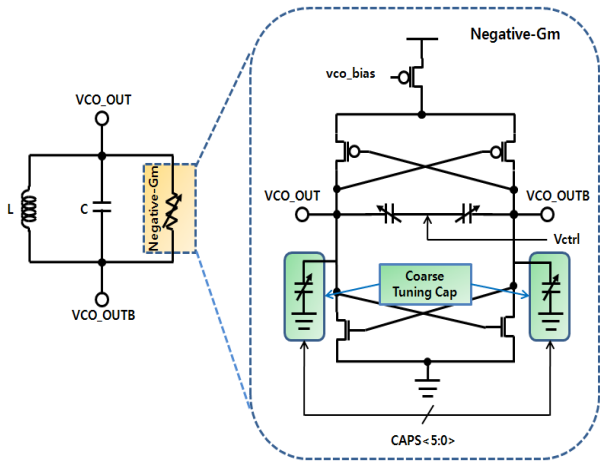 Negative-Gm
vco_bias
VCO_OUT
L
C
Negative-Gm
VCO_OUTB
VCO_OUT
VCO_OUTB
Vctrl
Coarse
Tuning Cap
CAPS<5:0>